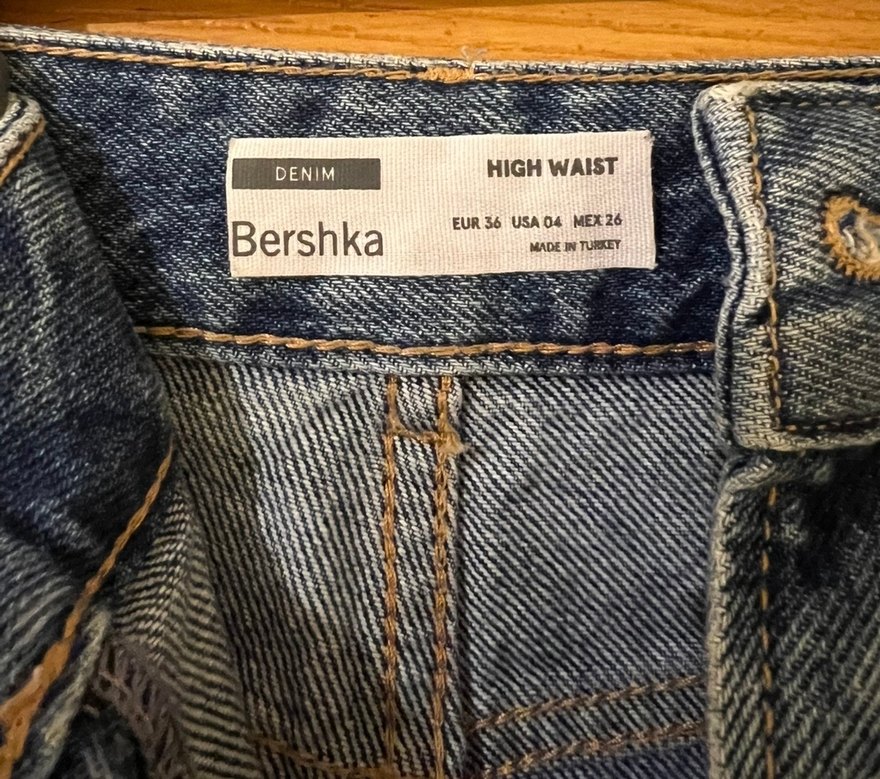 DENIM
Bershka
HIGH WAIST
EUR 36 USA 04 MEX 26
MADE IN TURKEY